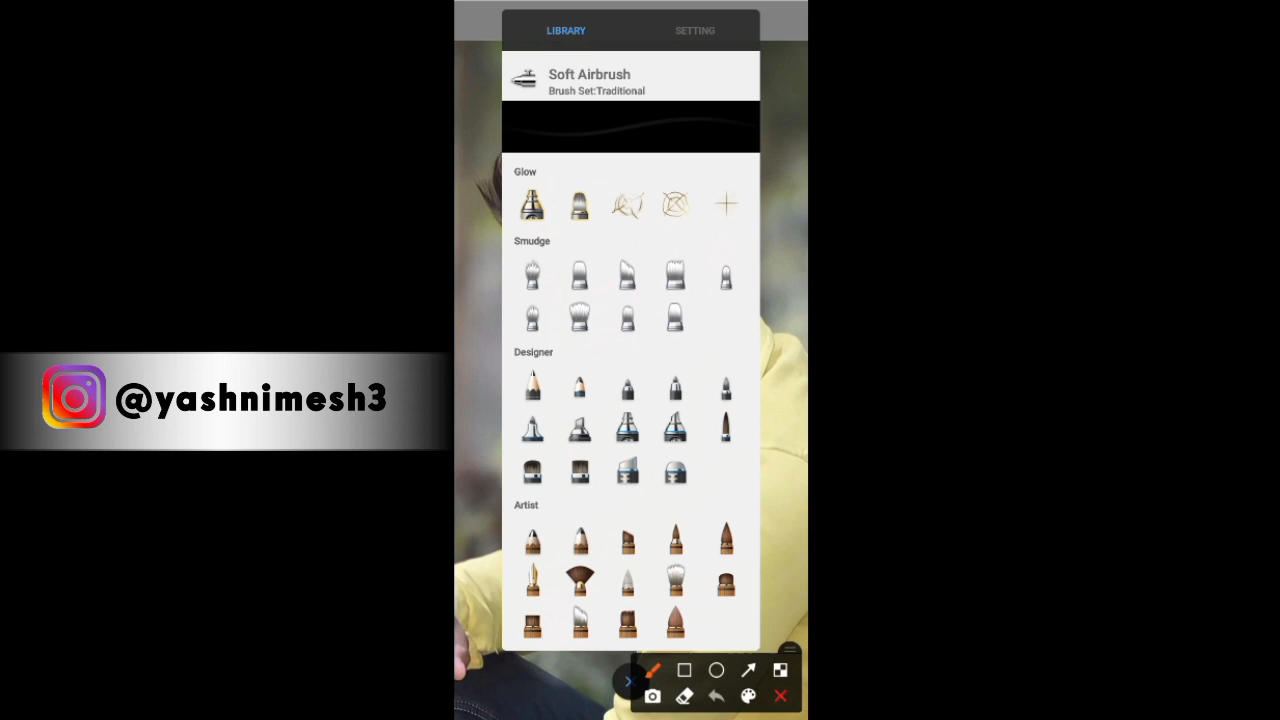 LIBRARY SETTING
Soft Airbrush
Brush Set:Traditional
Glow
Smudge
Designer
Artist
@yashnimesh3